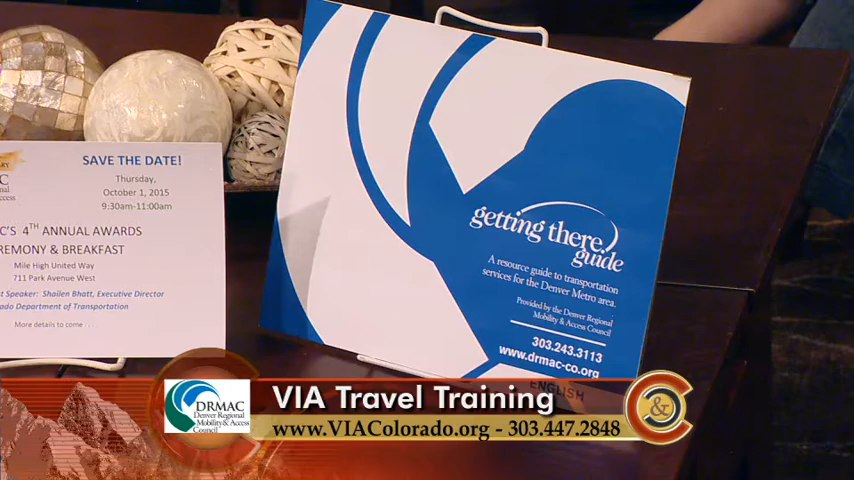 SAVE THE DATE!
Thursday,
October 1, 2015
9:30am-11:00am
C'S 4TH ANNUAL AWARDS
REMONY & BREAKFAST
Mile High United Way
711 Park Avenue West
t Speaker: Shailen Bhatt, Executive Director
ado Department of Transportation
More details to come . . .
getting there
guide
A resource guide to transportation
services for the Denver Metro area.
Provided by the Denver Regional
Mobility & Access Council
303.243.3113
www.drmac-co.org
ENGLISH
DRMAC
Denver Regional
Mobility & Access
Council
VIA Travel Training
www.VIAColorado.org - 303.447.2848
&